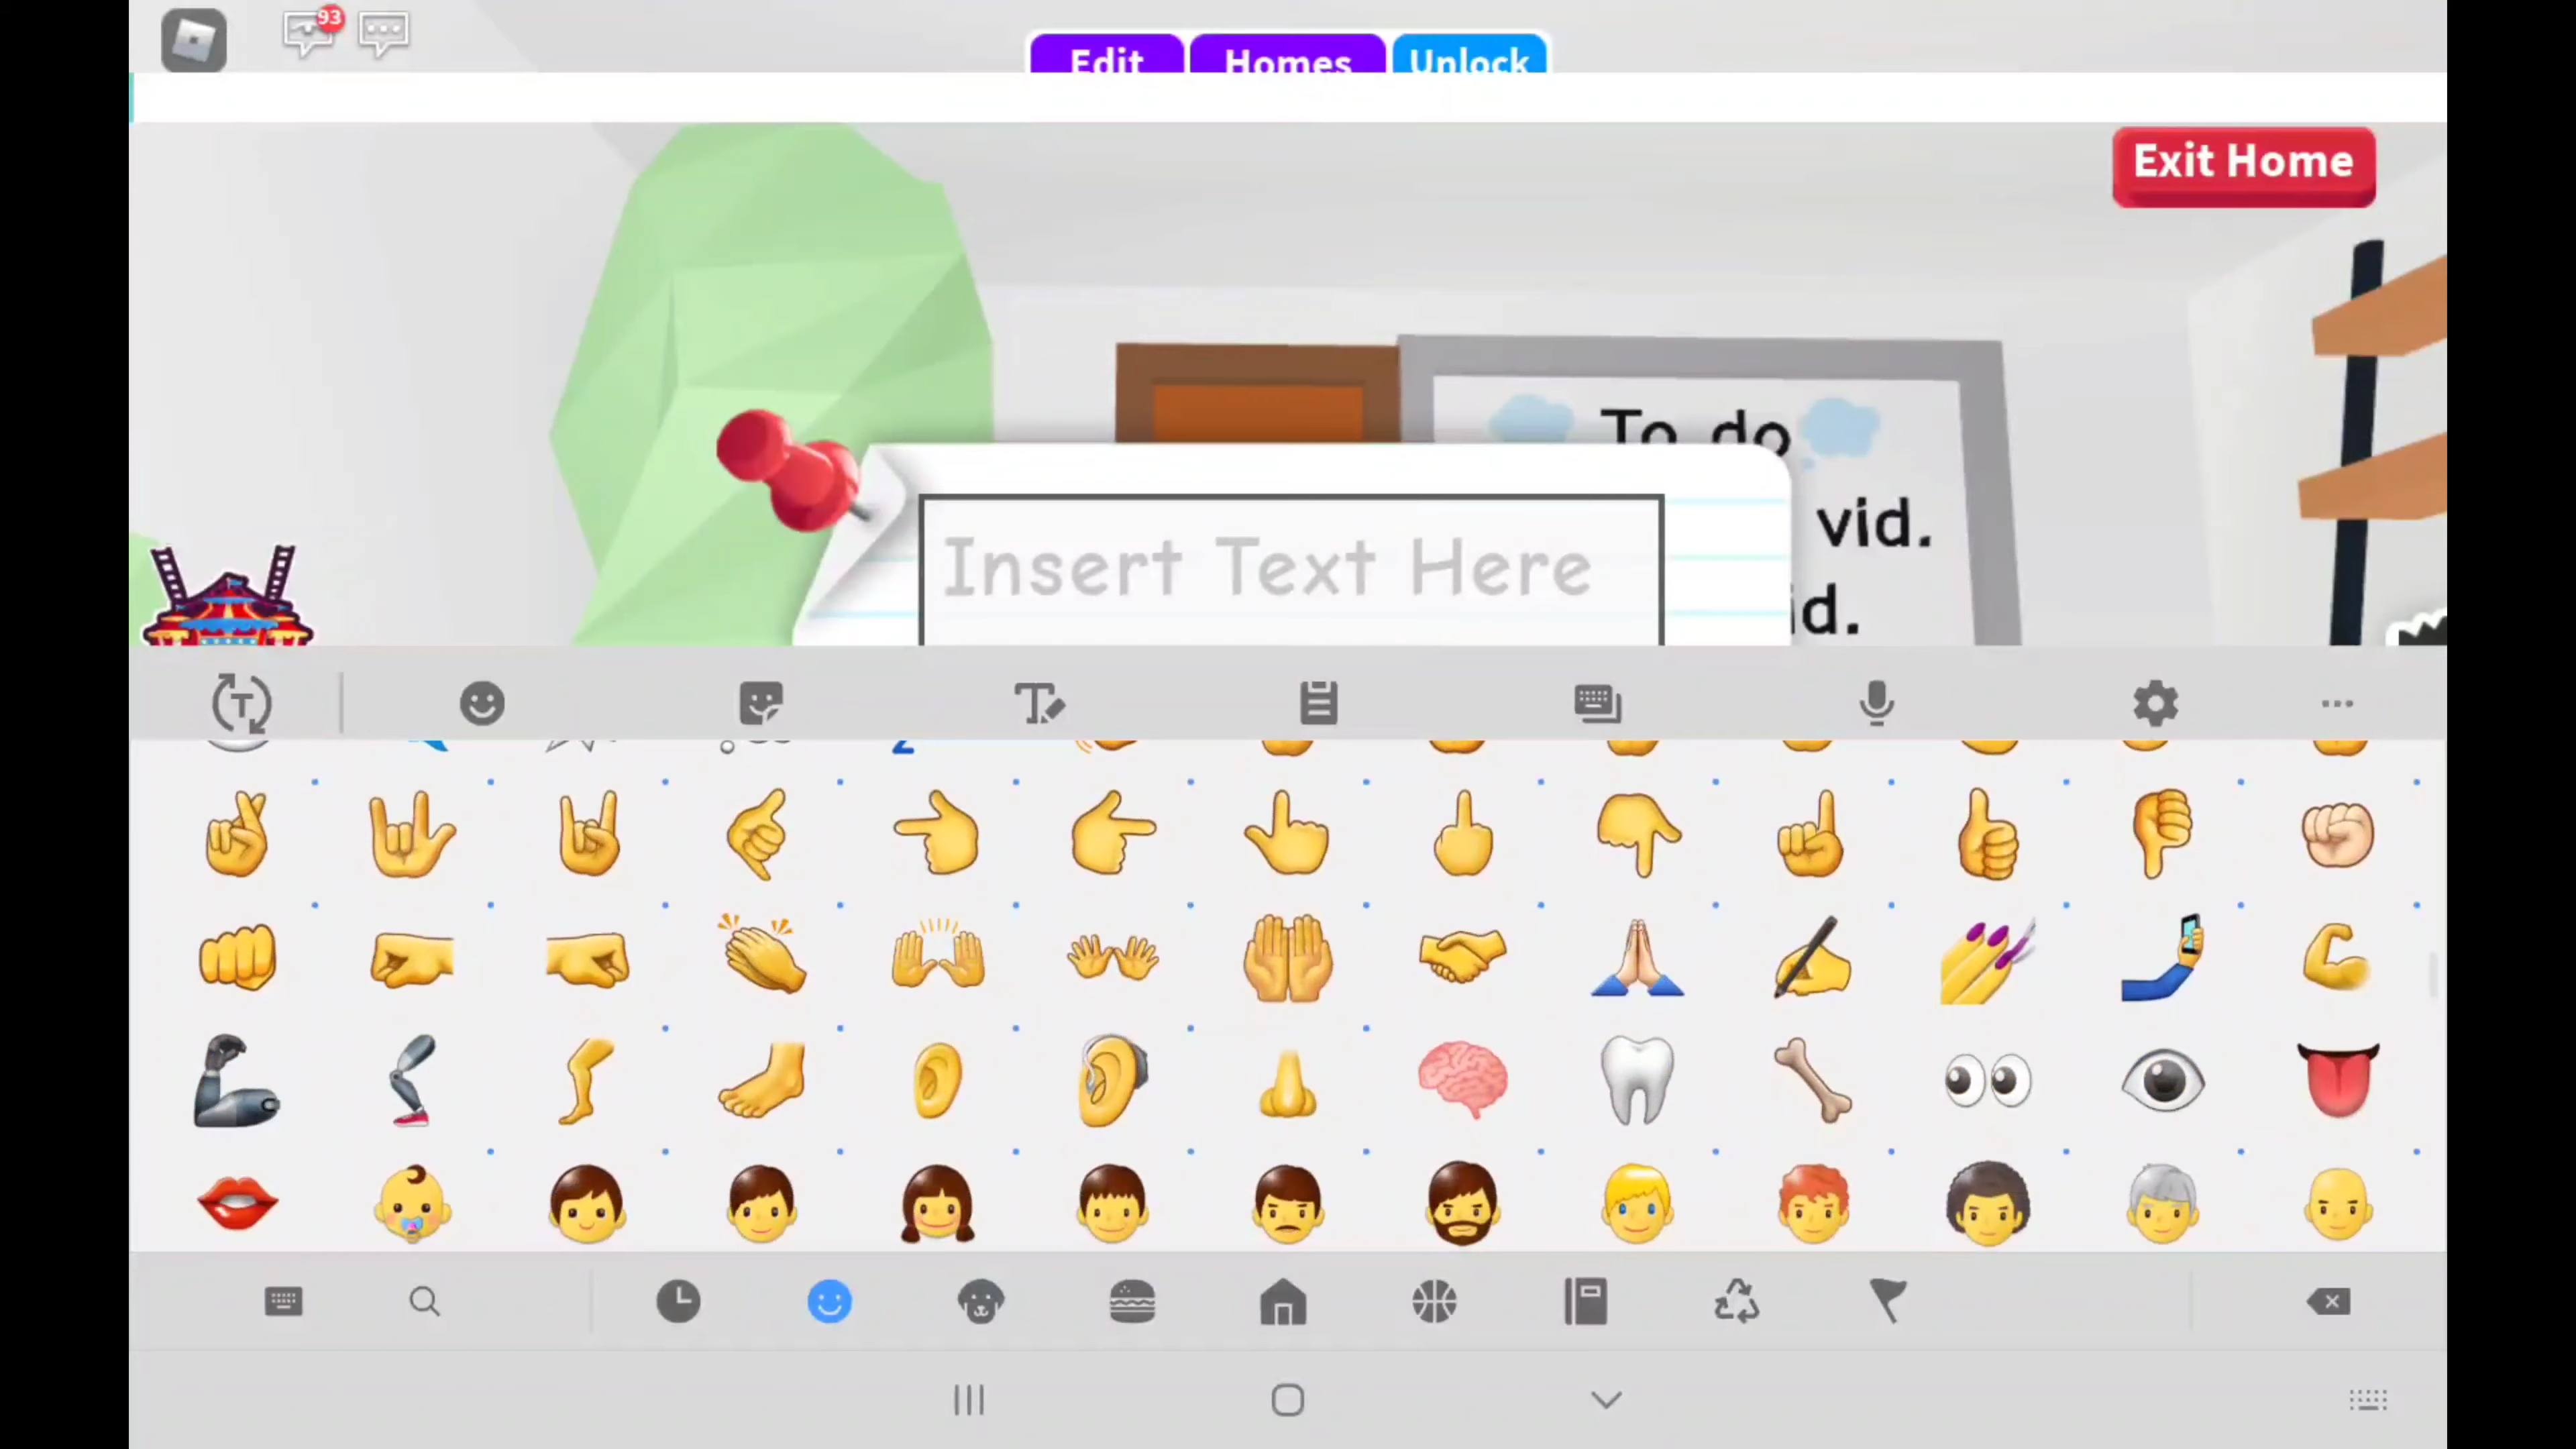 93
Edit Homes Unlock
Exit Home
To do
vid.
Insert Text Here
id.